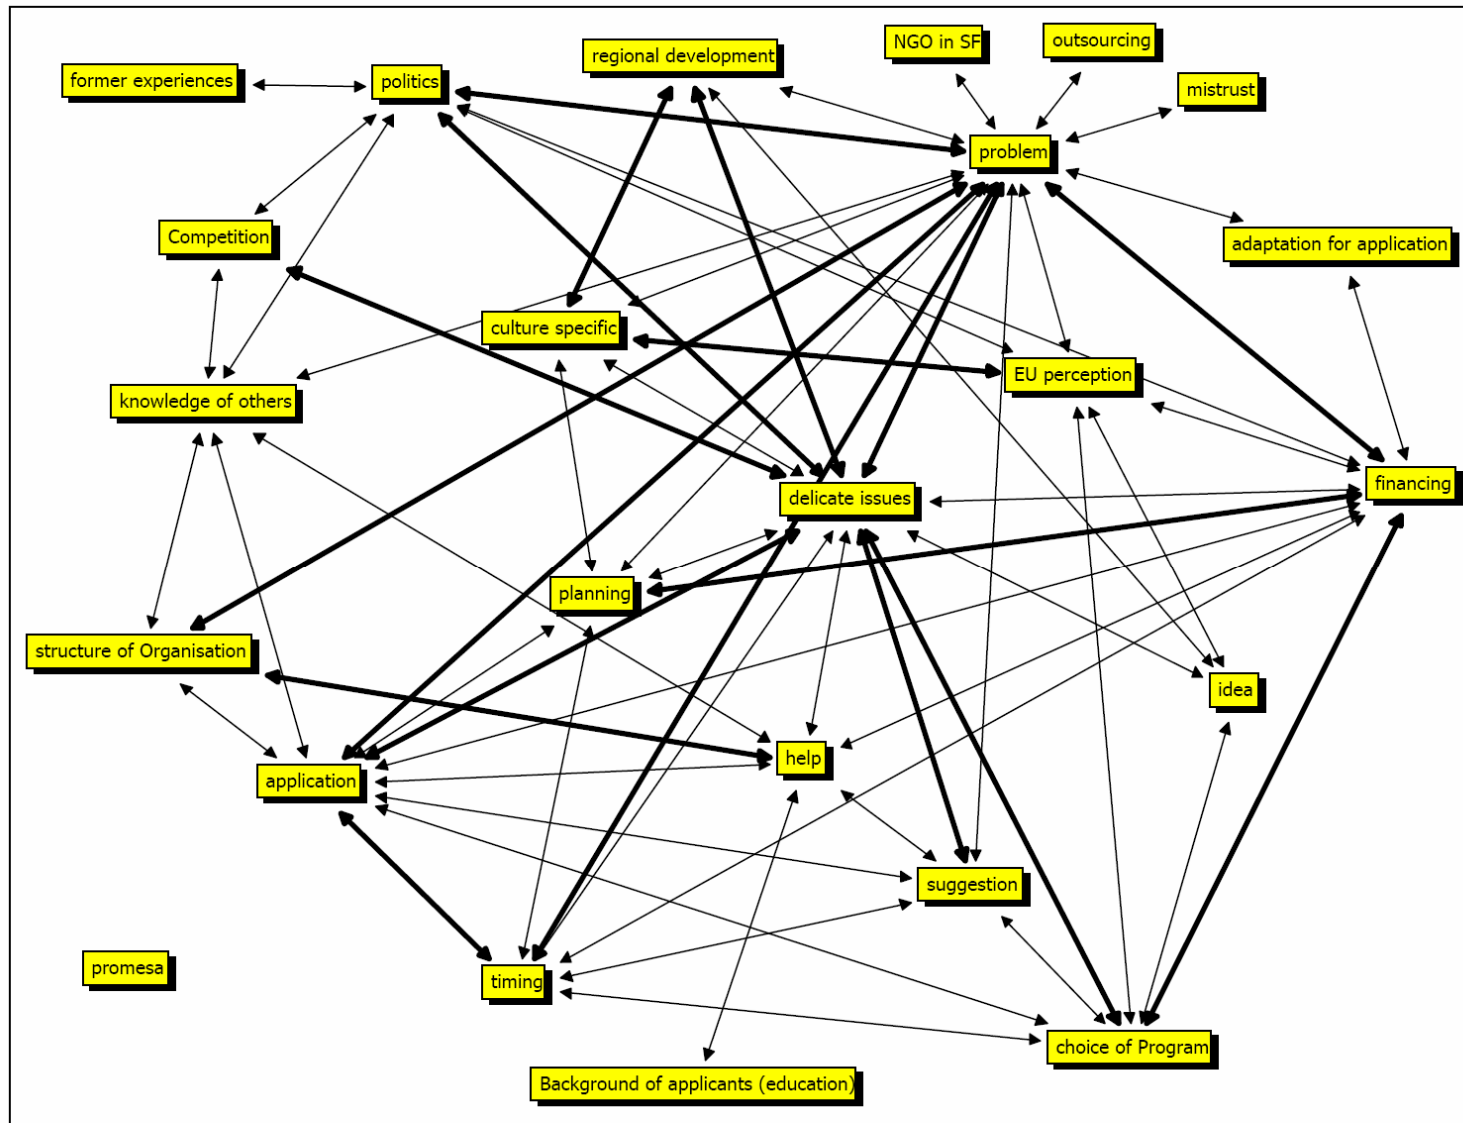 NGO in SF
outsourcing
regional development
former experiences
politics
mistrust
problem
Competition
adaptation for application
culture specific
EU perception
knowledge of others
financing
delicate issues
planning
structure of Organisation
idea
help
application
suggestion
promesa
timing
choice of Program
Background of applicants (education)